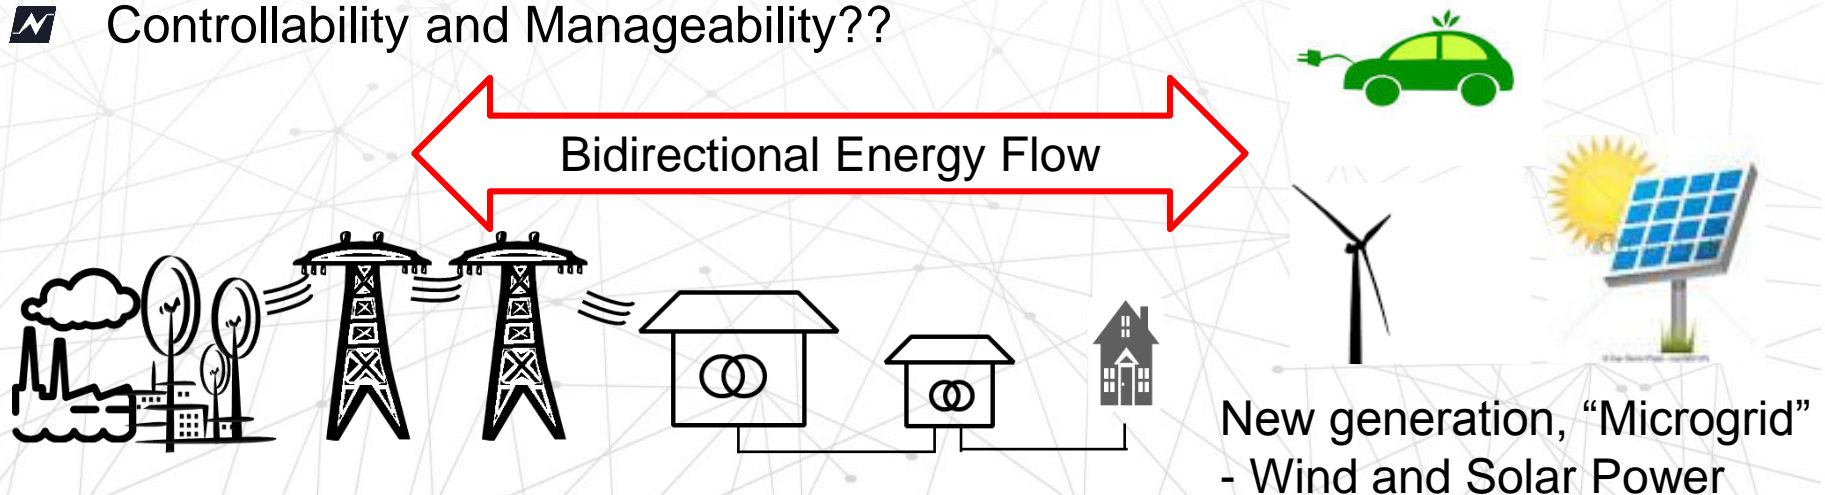 Controllability and Manageability??
Bidirectional Energy Flow
New generation, “Microgrid”
- Wind and Solar Power